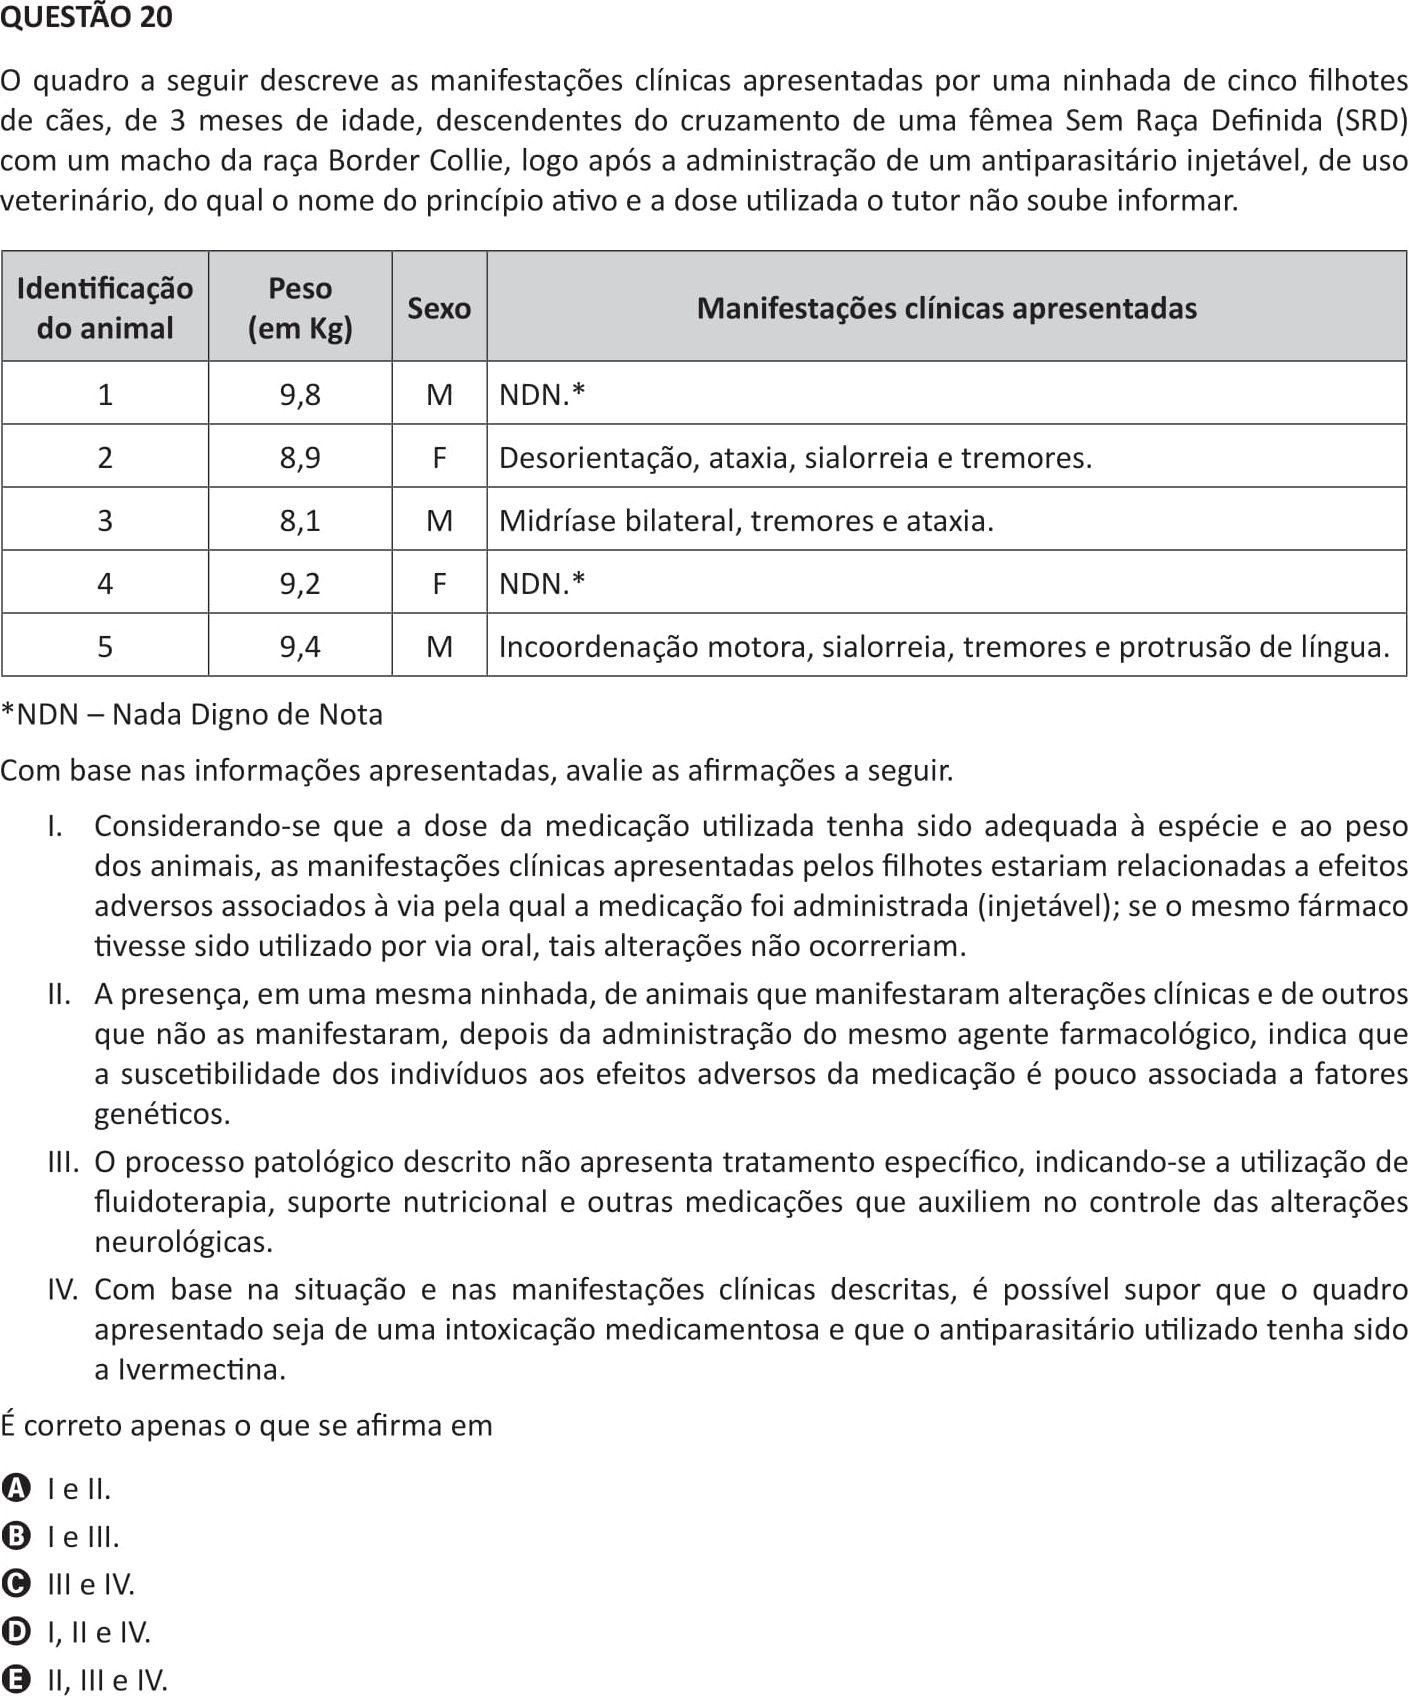 QUESTÃO 20
O quadro a seguir descreve as manifestações clínicas apresentadas por uma ninhada de cinco filhotes
de cães, de 3 meses de idade, descendentes do cruzamento de uma fêmea Sem Raça Definida (SRD)
com um macho da raça Border Collie, logo após a administração de um antiparasitário injetável, de uso
veterinário, do qual o nome do princípio ativo e a dose utilizada o tutor não soube informar.
Identificação do animal Peso (em Kg) Sexo Manifestações clínicas apresentadas
1 9,8 M NDN.*
2 8,9 F Desorientação, ataxia, sialorreia e tremores.
3 8,1 M Midríase bilateral, tremores e ataxia.
4 9,2 F NDN.*
5 9,4 M Incoordenação motora, sialorreia, tremores e protrusão de língua.
*NDN – Nada Digno de Nota
Com base nas informações apresentadas, avalie as afirmações a seguir.
I. Considerando-se que a dose da medicação utilizada tenha sido adequada à espécie e ao peso
dos animais, as manifestações clínicas apresentadas pelos filhotes estariam relacionadas a efeitos
adversos associados à via pela qual a medicação foi administrada (injetável); se o mesmo fármaco
tivesse sido utilizado por via oral, tais alterações não ocorreriam.
II. A presença, em uma mesma ninhada, de animais que manifestaram alterações clínicas e de outros
que não as manifestaram, depois da administração do mesmo agente farmacológico, indica que
a suscetibilidade dos indivíduos aos efeitos adversos da medicação é pouco associada a fatores
genéticos.
III. O processo patológico descrito não apresenta tratamento específico, indicando-se a utilização de
fluidoterapia, suporte nutricional e outras medicações que auxiliem no controle das alterações
neurológicas.
IV. Com base na situação e nas manifestações clínicas descritas, é possível supor que o quadro
apresentado seja de uma intoxicação medicamentosa e que o antiparasitário utilizado tenha sido
a Ivermectina.
É correto apenas o que se afirma em
A I e II.
B I e III.
C III e IV.
D I, II e IV.
E II, III e IV.